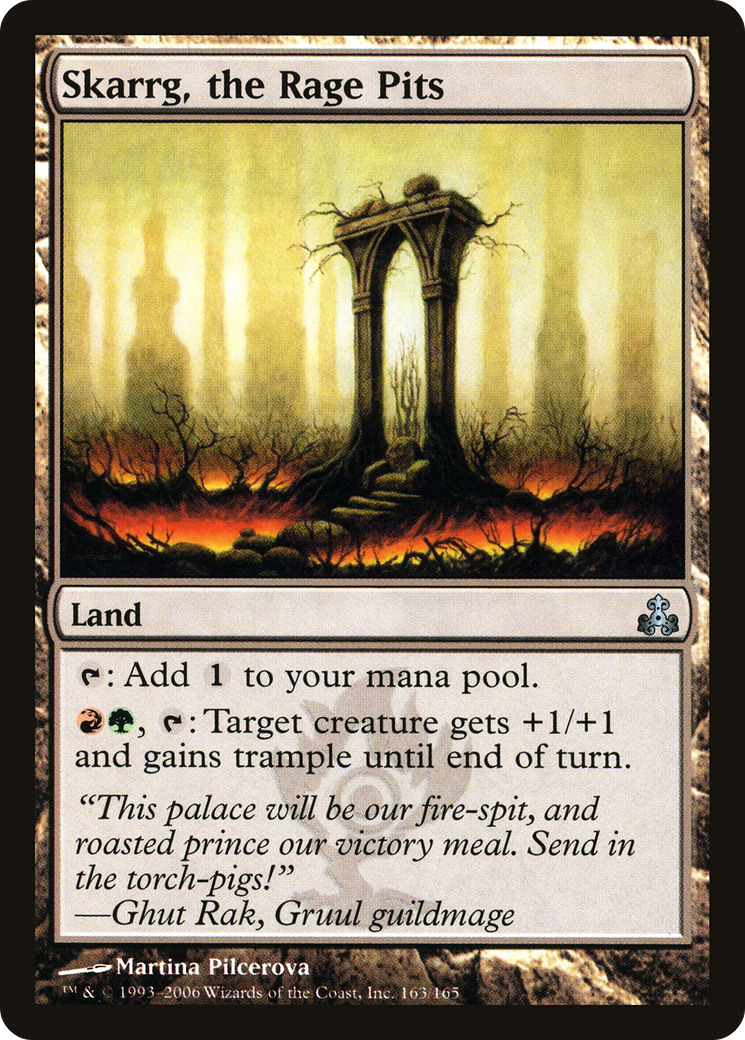 Skarrg, the Rage Pits
Land
: Add 1 to your mana pool.
, : Target creature gets +1/+1
and gains trample until end of turn.
“This palace will be our fire-spit, and
roasted prince our victory meal. Send in
the torch-pigs!”
—Ghut Rak, Gruul guildmage
Martina Pilcerova
™ & © 1993–2006 Wizards of the Coast, Inc. 163/165